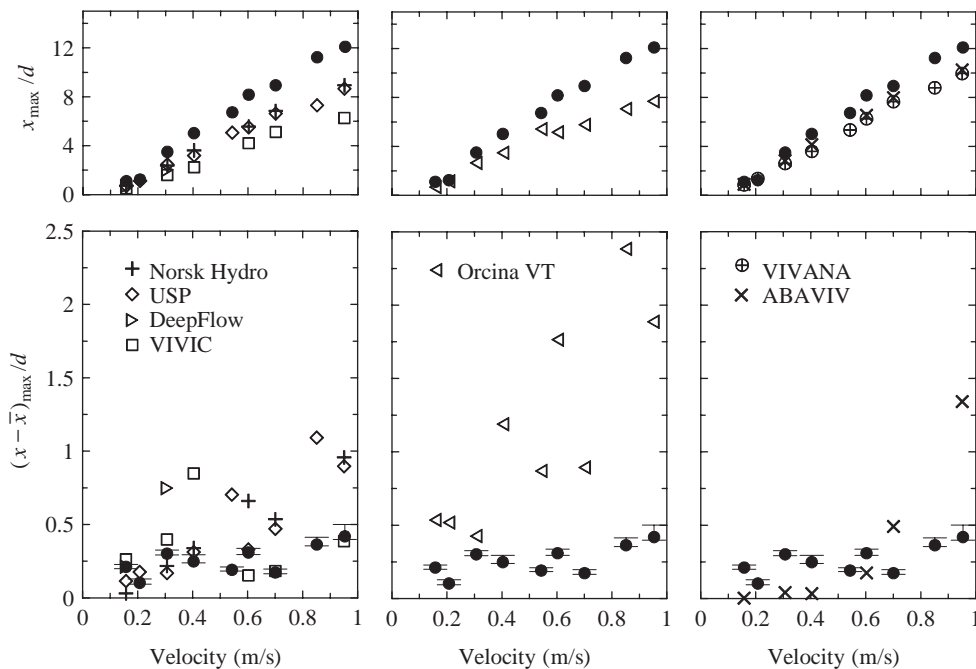 12
8
4
0
x_max/d
2.5
2
1.5
1
0.5
0
(x – x̄)_max/d
Norsk Hydro
USP
DeepFlow
VIVIC
Orcina VT
VIVANA
ABAVIV
0 0.2 0.4 0.6 0.8 1
0.2 0.4 0.6 0.8 1
0.2 0.4 0.6 0.8 1
Velocity (m/s)
Velocity (m/s)
Velocity (m/s)